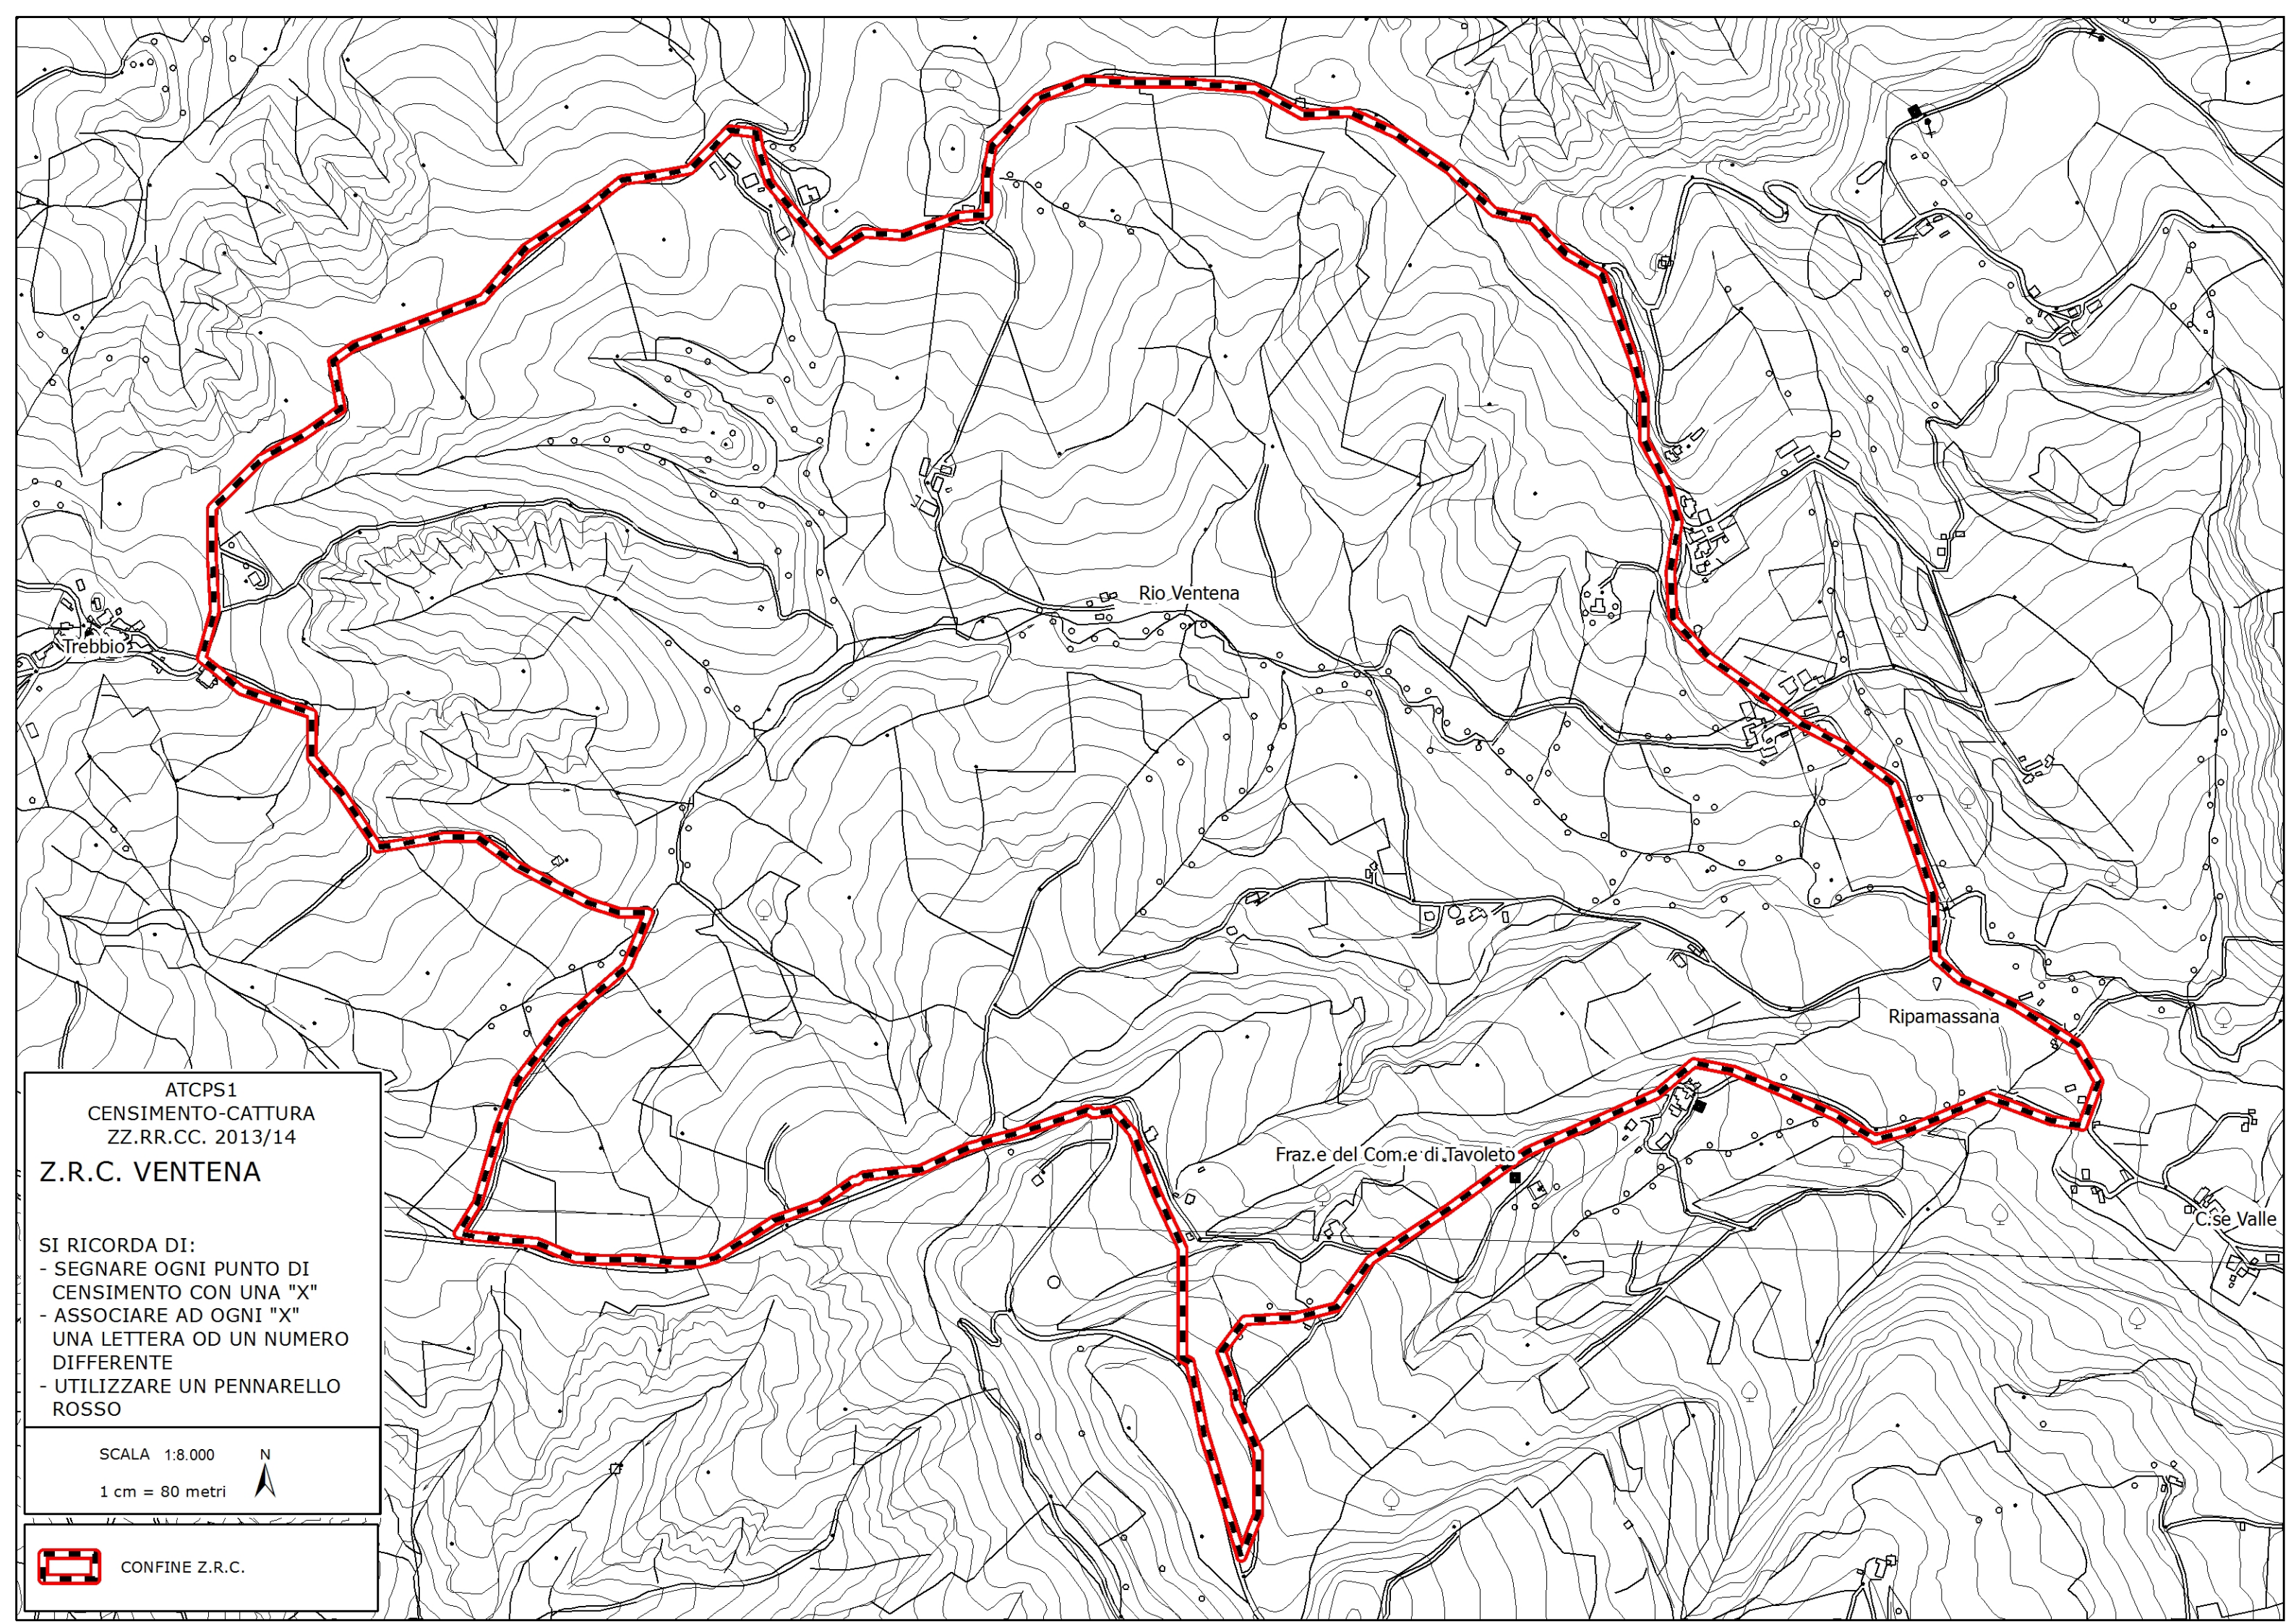 Rio Ventena
Trebbio
Ripamassana
Fraz.e del Com.e di Tavoleto
C.se Valle
ATCPS1
CENSIMENTO-CATTURA
ZZ.RR.CC. 2013/14
Z.R.C. VENTENA
SI RICORDA DI:
- SEGNARE OGNI PUNTO DI
CENSIMENTO CON UNA "X"
- ASSOCIARE AD OGNI "X"
UNA LETTERA OD UN NUMERO
DIFFERENTE
- UTILIZZARE UN PENNARELLO
ROSSO
SCALA 1:8.000
N
1 cm = 80 metri
CONFINE Z.R.C.